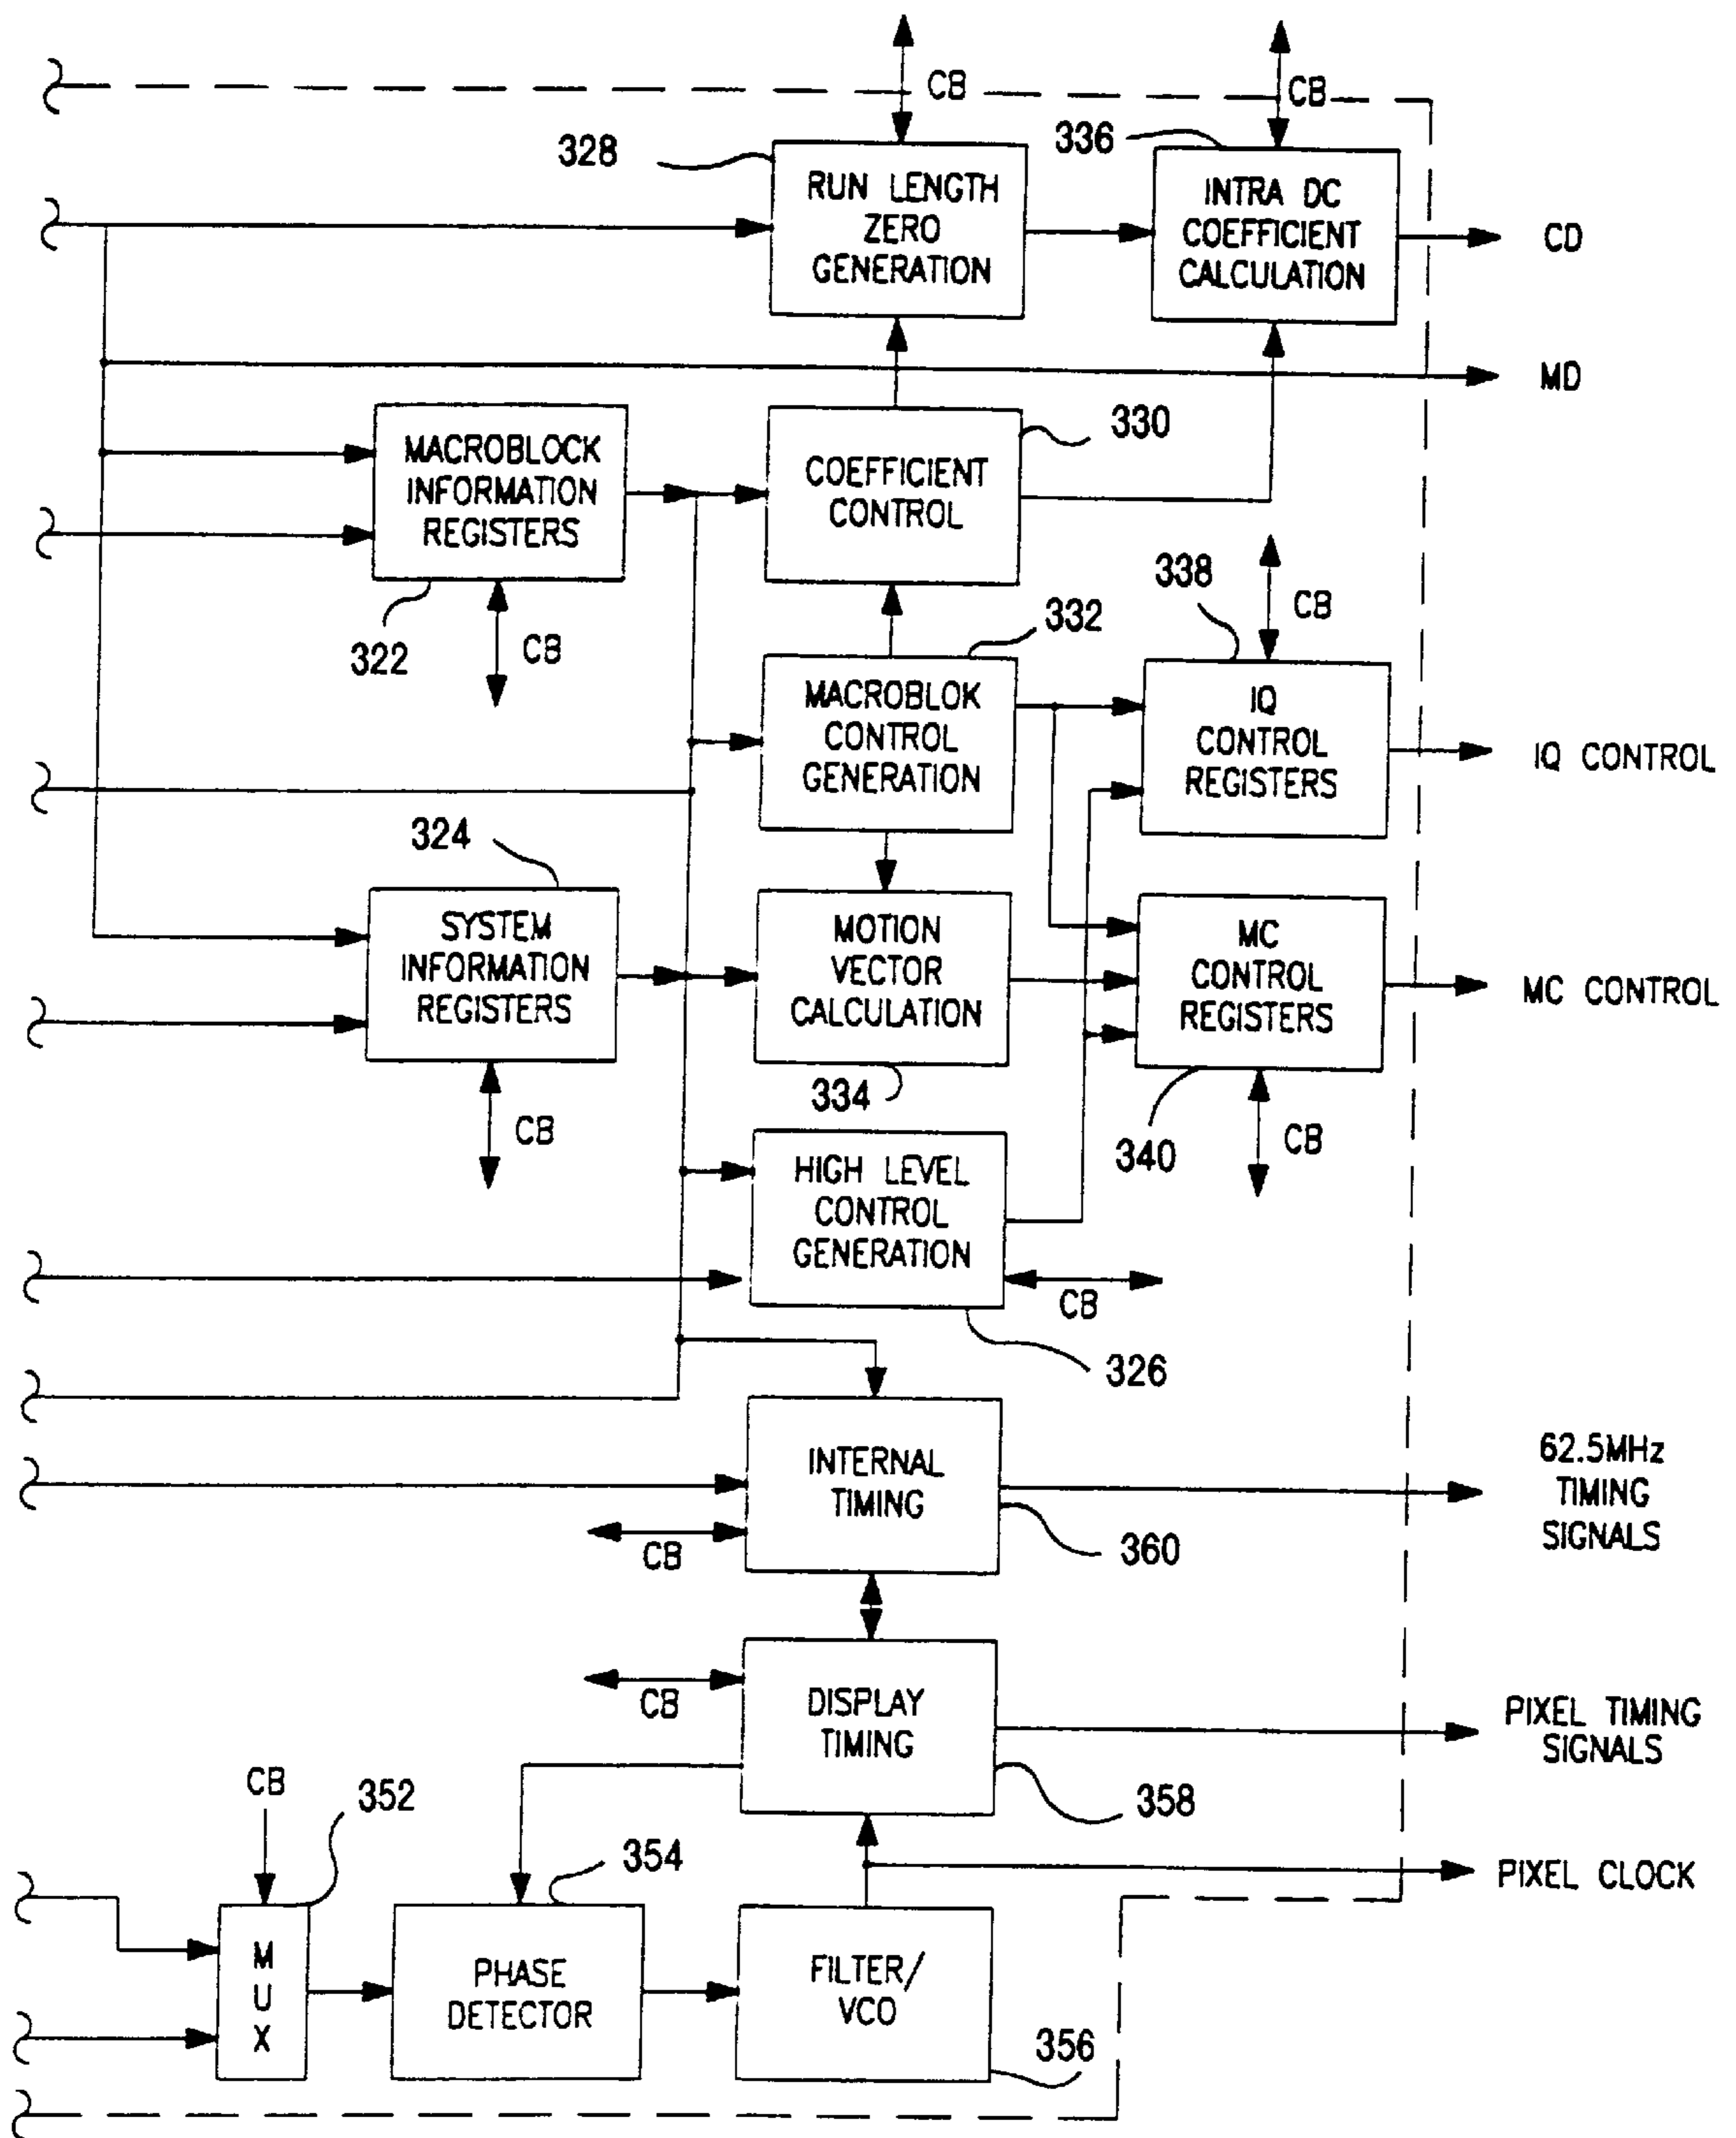 CB
CB
328
336
RUN LENGTH
ZERO
GENERATION
INTRA DC
COEFFICIENT
CALCULATION
CD
MD
MACROBLOCK
INFORMATION
REGISTERS
330
COEFFICIENT
CONTROL
322
CB
332
338
CB
MACROBLOK
CONTROL
GENERATION
IQ
CONTROL
REGISTERS
IQ CONTROL
324
SYSTEM
INFORMATION
REGISTERS
MOTION
VECTOR
CALCULATION
MC
CONTROL
REGISTERS
MC CONTROL
334
CB
340
CB
HIGH LEVEL
CONTROL
GENERATION
CB
326
INTERNAL
TIMING
62.5MHz
TIMING
SIGNALS
CB
360
CB
DISPLAY
TIMING
PIXEL TIMING
SIGNALS
CB
352
358
354
PIXEL CLOCK
M
U
X
PHASE
DETECTOR
FILTER/
VCO
356